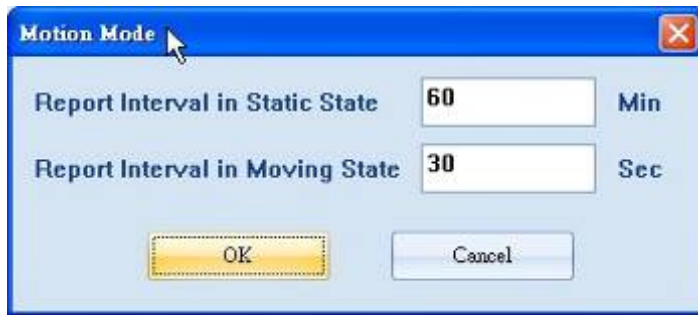 Motion Mode
Report Interval in Static State 60 Min
Report Interval in Moving State 30 Sec
OK Cancel